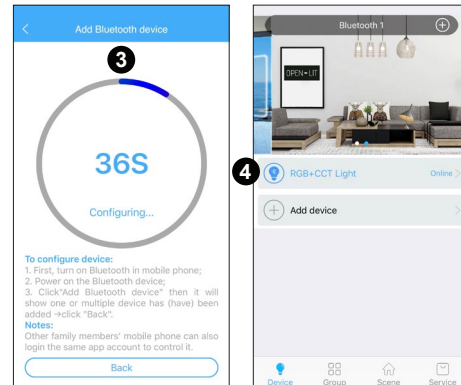 Add Bluetooth device
3
36S
Configuring...
To configure device:
1. First, turn on Bluetooth in mobile phone;
2. Power on the Bluetooth device;
3. Click"Add Bluetooth device" then it will
show one or multiple device has (have) been
added →click "Back".
Notes:
Other family members' mobile phone can also
login the same app account to control it.
Back
Bluetooth 1
OPEN LIT
4
RGB+CCT Light Online
Add device
Device Group Scene Service